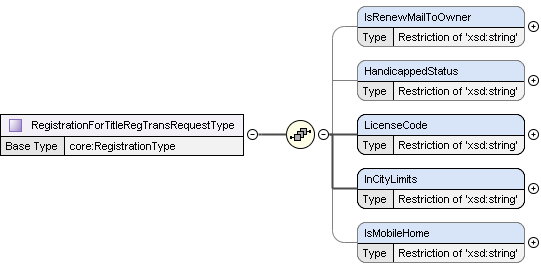 IsRenewMailToOwner
Type Restriction of 'xsd:string'
HandicappedStatus
Type Restriction of 'xsd:string'
RegistrationForTitleRegTransRequestType
Base Type core:RegistrationType
LicenseCode
Type Restriction of 'xsd:string'
InCityLimits
Type Restriction of 'xsd:string'
IsMobileHome
Type Restriction of 'xsd:string'